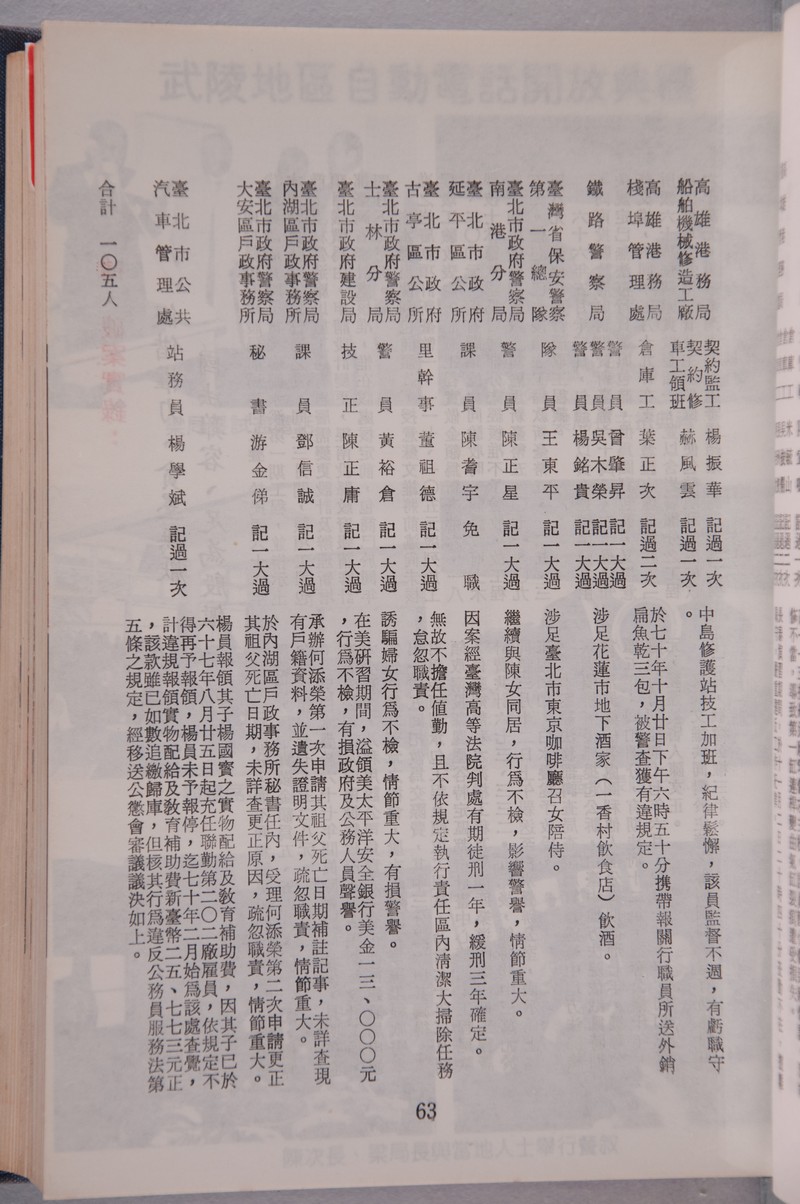 高雄港務局船舶機械修造工廠 契約監工 楊振華 記過一次 中島修護站技工加班，紀律鬆懈，該員監督不週，有虧職守。
契約修車工領班 赫風雲 記過一次
高雄港務局棧埠管理處 倉庫工 葉正次 記過二次 於七十年十月廿日下午六時五十分携帶報關行職員所送外銷扁魚乾三包，被警查獲有違規定。
鐵路警察局 警員 曾肇昇 記一大過 涉足花蓮市地下酒家（一香村飲食店）飲酒。
警員 吳木榮 記一大過
警員 楊銘貴 記一大過
臺灣省保安警察第一總隊 隊員 王東平 記一大過 涉足臺北市東京咖啡廳召女陪侍。
臺北市政府警察局南港分局 警員 陳正星 記一大過 繼續與陳女同居，行爲不檢，影響警譽，情節重大。
臺北市政府延平區公所 課員 陳耆宇 免職 因案經臺灣高等法院判處有期徒刑一年，緩刑三年確定。
臺北市政府古亭區公所 里幹事 董祖德 記一大過 無故不擔任值勤，且不依規定執行責任區內清潔大掃除任務，怠忽職責。
臺北市政府警察局士林分局 警員 黃裕倉 記一大過 誘騙婦女行爲不檢，情節重大，有損警譽。
臺北市政府建設局 技正 陳正庸 記一大過 在美研習期間，溢領美太平洋安全銀行美金一三、〇〇〇元，行爲不檢，有損政府及公務人員聲譽。
臺北市政府警察局內湖區戶政事務所 課員 鄧信誠 記一大過 承辦何添榮第一次申請其祖父死亡日期補註記事，未詳查現有戶籍資料，並遺失證明文件，疏忽職責，情節重大。
臺北市政府警察局大安區戶政事務所 秘書 游金俤 記一大過 於內湖區戶政事務所秘書任內，受理何添榮第二次申請更正其祖父死亡日期，未詳查更正原因，疏忽職責，情節重大。
臺北市公共汽車管理處 站務員 楊學斌 記過一次 楊員報領其子楊國賓之實物配給及敎育補助費，因其子已於六十七年八月廿五日起充任聯勤第二〇二廠雇員，依規定不得再予報領，楊員未予報停，迄七十年二月始爲該處查覺，計違規報領實物配給及敎育補助費新臺幣二五、七七三元正，該款雖已如數追繳歸庫，但核其行爲違反公務員服務法第五條之規定，經移送公懲會審議議決如上。
合計 一〇五人
63